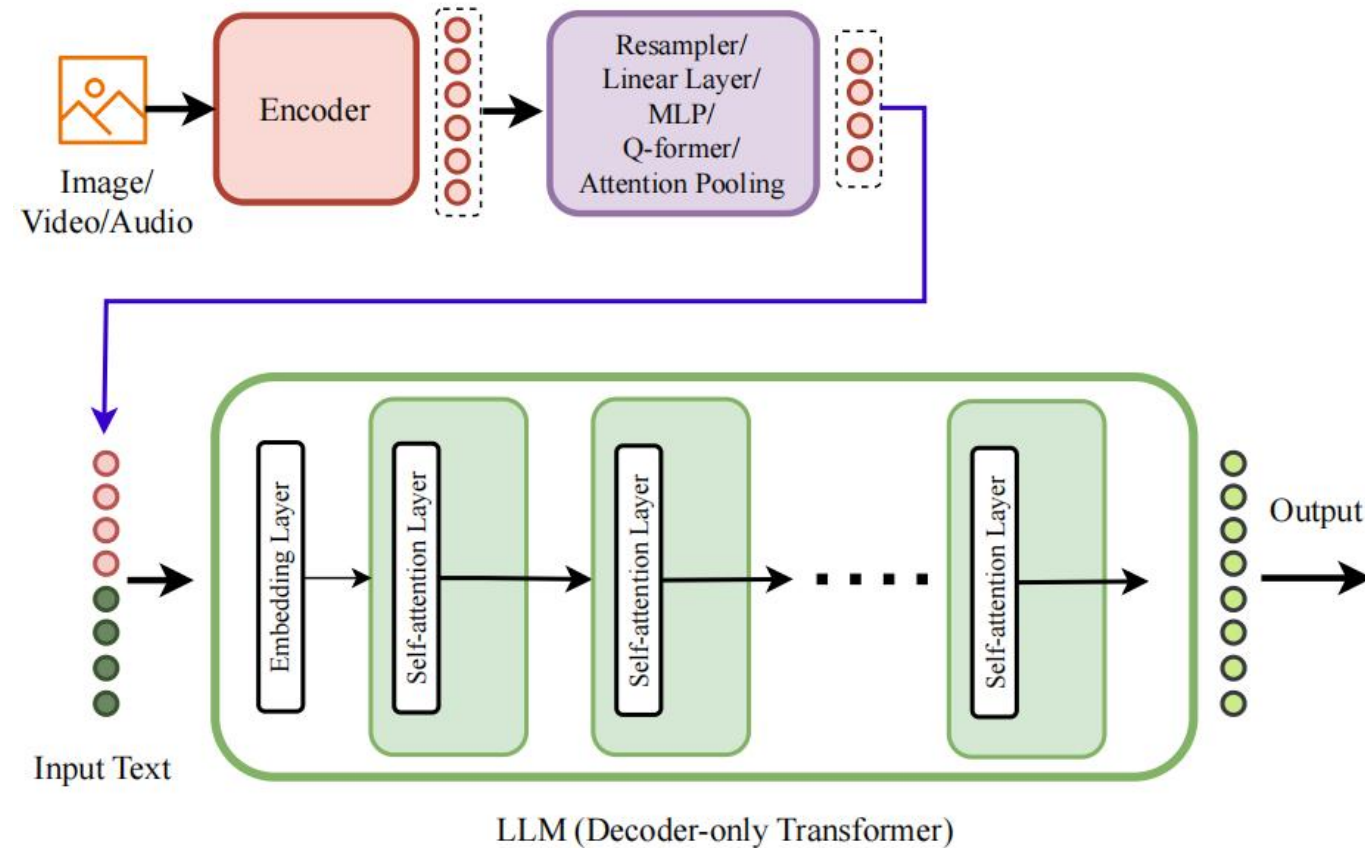 Image/
Video/Audio
Encoder
Resampler/
Linear Layer/
MLP/
Q-former/
Attention Pooling
Input Text
Embedding Layer
Self-attention Layer
Self-attention Layer
Self-attention Layer
Output
LLM (Decoder-only Transformer)